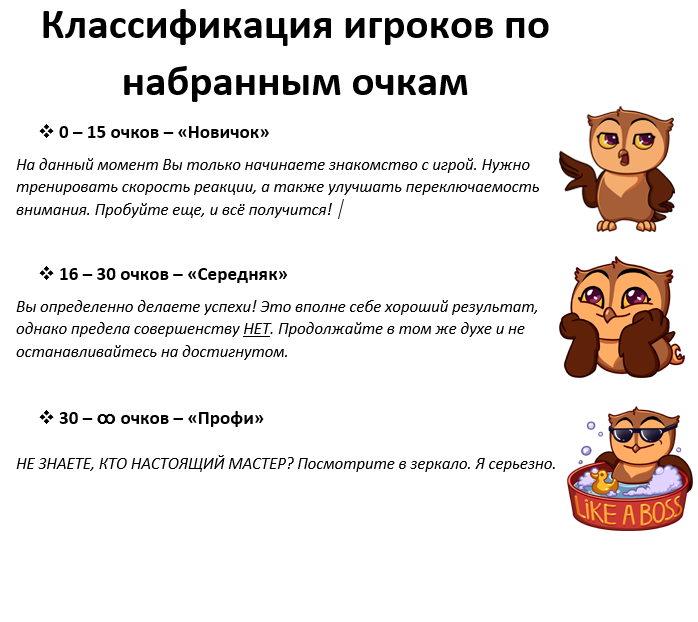 Классификация игроков по
набранным очкам
❖ 0 – 15 очков – «Новичок»
На данный момент Вы только начинаете знакомство с игрой. Нужно
тренировать скорость реакции, а также улучшать переключаемость
внимания. Пробуйте еще, и всё получится!
❖ 16 – 30 очков – «Середняк»
Вы определенно делаете успехи! Это вполне себе хороший результат,
однако предела совершенству НЕТ. Продолжайте в том же духе и не
останавливайтесь на достигнутом.
❖ 30 – ∞ очков – «Профи»
НЕ ЗНАЕТЕ, КТО НАСТОЯЩИЙ МАСТЕР? Посмотрите в зеркало. Я серьезно.
LiKE A BOSS